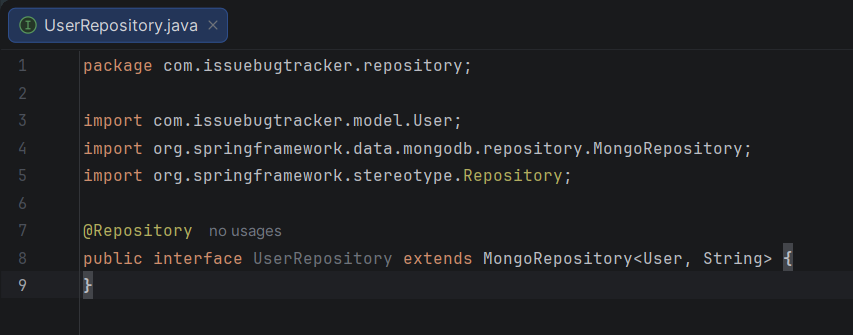 UserRepository.java
1 package com.issuebugtracker.repository;
2
3 import com.issuebugtracker.model.User;
4 import org.springframework.data.mongodb.repository.MongoRepository;
5 import org.springframework.stereotype.Repository;
6
7 @Repository no usages
8 public interface UserRepository extends MongoRepository<User, String> {
9 }